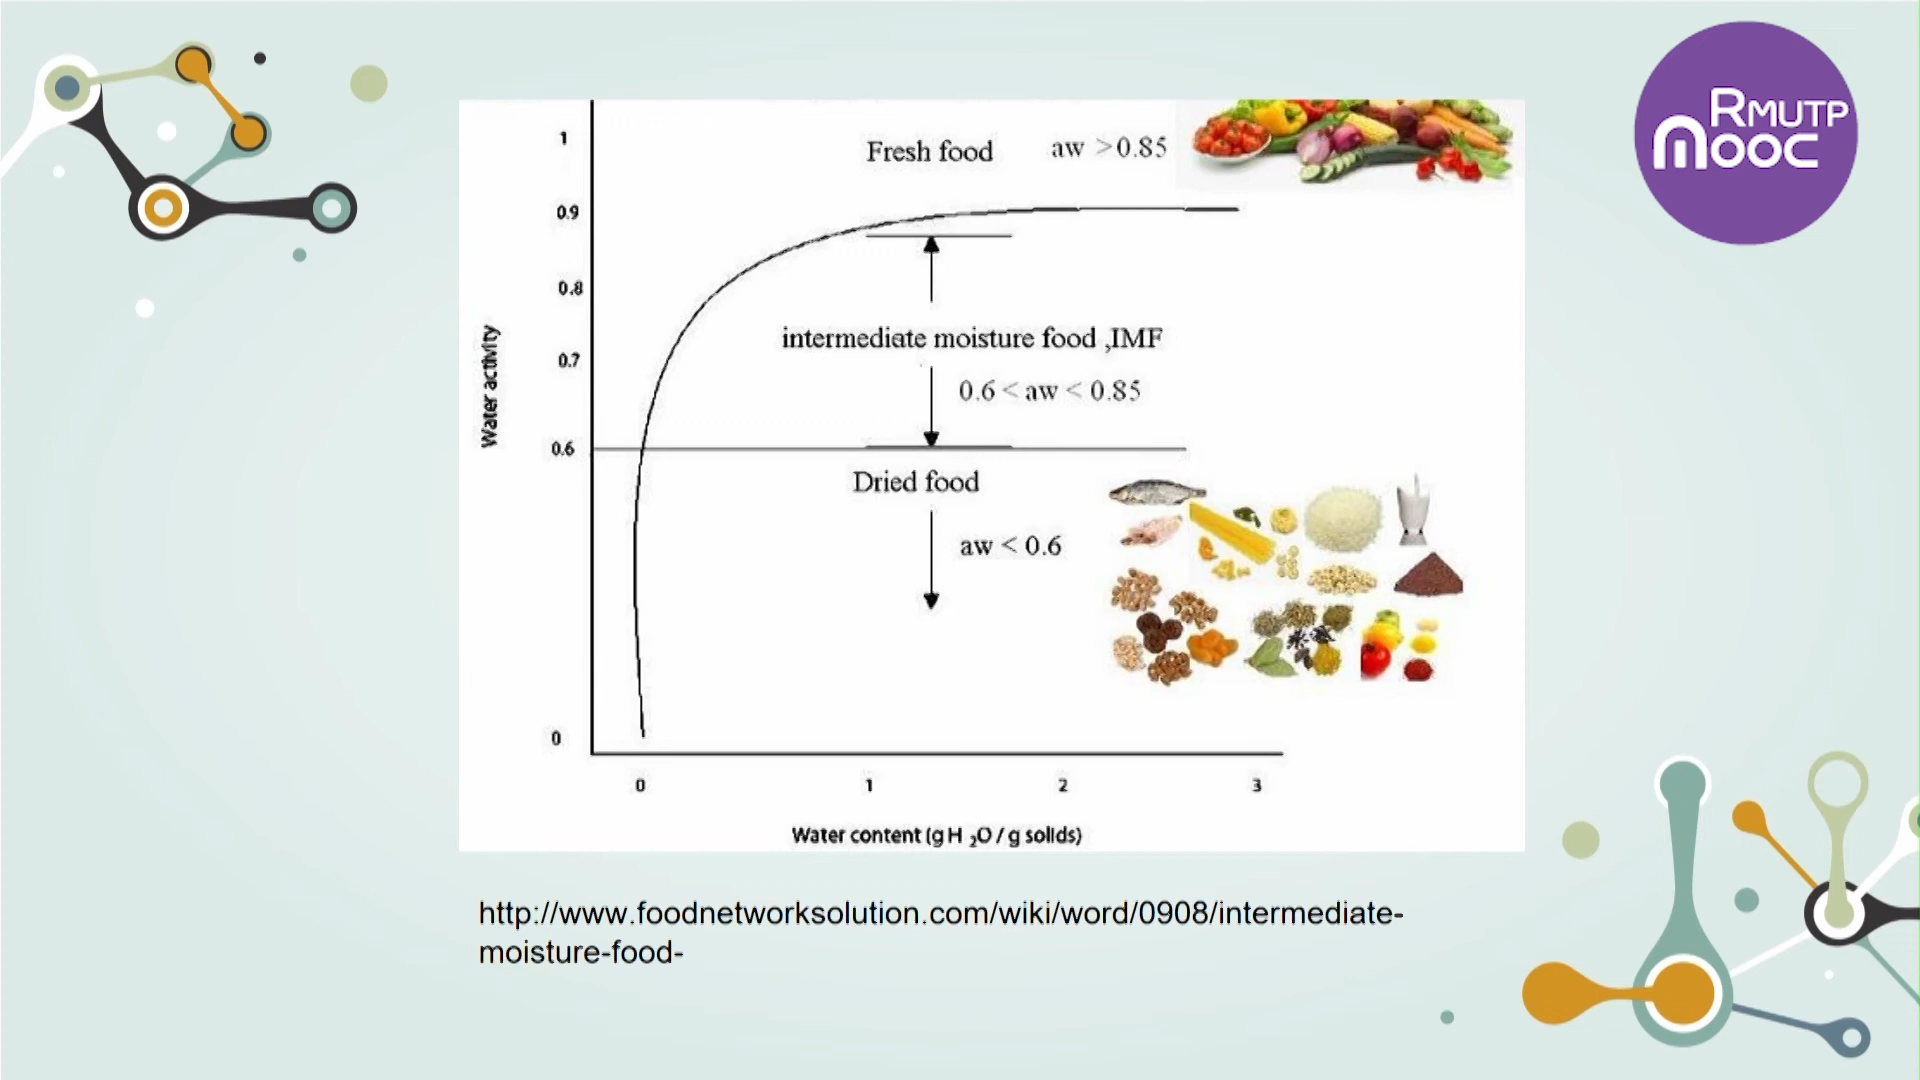 RMUTP
MOOC
1
Fresh food aw >0.85
0.9
0.8
intermediate moisture food ,IMF
0.7
0.6 < aw < 0.85
Water activity
0.6
Dried food
aw < 0.6
0
0 1 2 3
Water content (g H ₂O / g solids)
http://www.foodnetworksolution.com/wiki/word/0908/intermediate-
moisture-food-